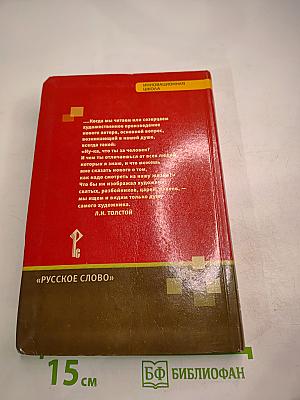 ИННОВАЦИОННАЯ
ШКОЛА
...Когда мы читаем или созерцаем
художественное произведение
нового автора, основной вопрос,
возникающий в нашей душе,
всегда такой:
«Ну-ка, что ты за человек?
И чем ты отличаешься от всех людей,
которых я знаю, и что можешь
мне сказать нового о том,
как надо смотреть на нашу жизнь?»
Что бы ни изображал художник:
святых, разбойников, царей, лакеев, —
мы ищем и видим только душу
самого художника.
Л.Н. ТОЛСТОЙ
«РУССКОЕ СЛОВО»
15 см
БФ БИБЛИОФАН